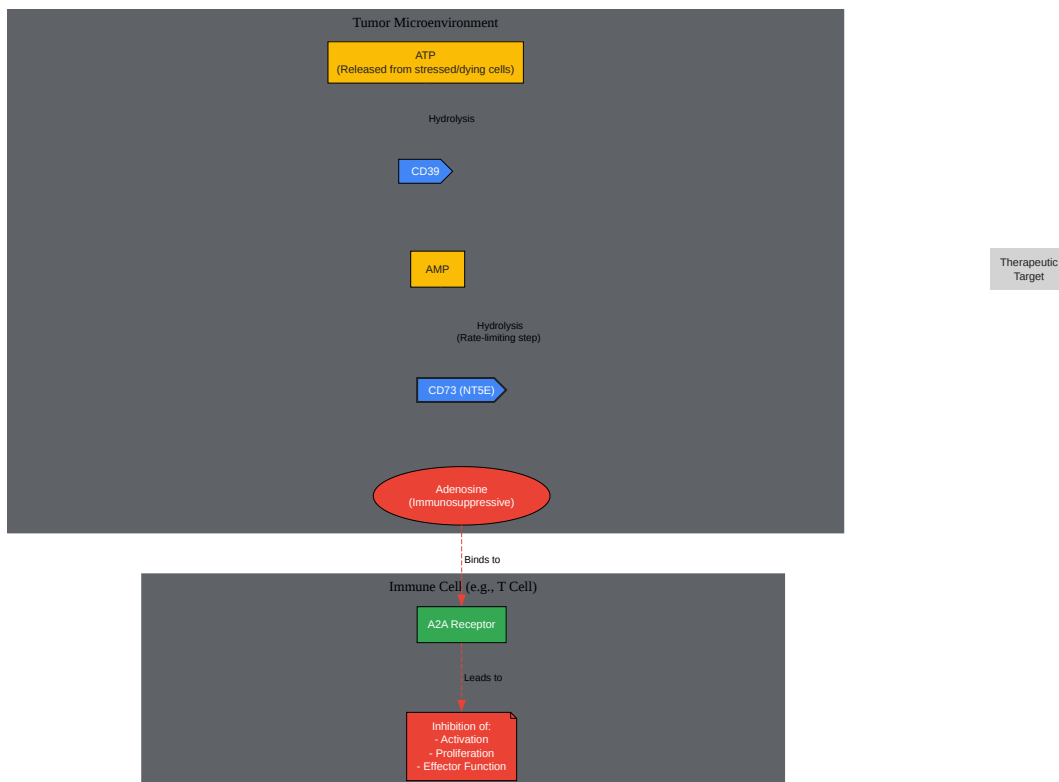 Tumor Microenvironment
ATP
(Released from stressed/dying cells)
Hydrolysis
CD39
AMP
Therapeutic
Target
Hydrolysis
(Rate-limiting step)
CD73 (NT5E)
Adenosine
(Immunosuppressive)
Binds to
Immune Cell (e.g., T Cell)
A2A Receptor
Leads to
Inhibition of:
- Activation
- Proliferation
- Effector Function